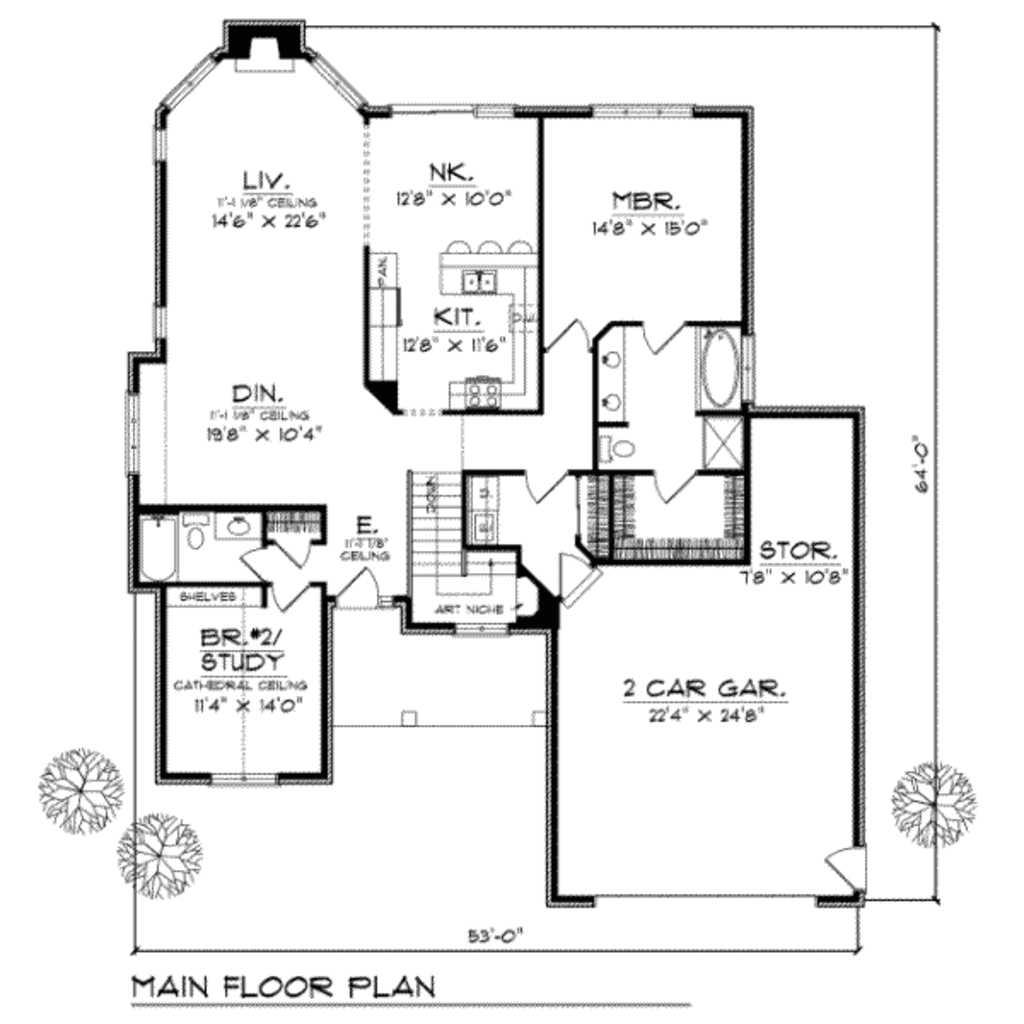 LIV.
11'-1 1/8" CEILING
14'6" X 22'6"
NK.
12'8" X 10'0"
MBR.
14'8" X 15'0"
PAN.
KIT.
12'8" X 11'6"
D.W.
DIN.
11'-1 1/8" CEILING
19'8" X 10'4"
64'-0"
DOWN
D.
E.
11'-1 1/8"
CEILING
STOR.
7'8" X 10'8"
SHELVES
ART NICHE
BR.#2/
STUDY
CATHEDRAL CEILING
11'4" X 14'0"
2 CAR GAR.
22'4" X 24'8"
53'-0"
MAIN FLOOR PLAN